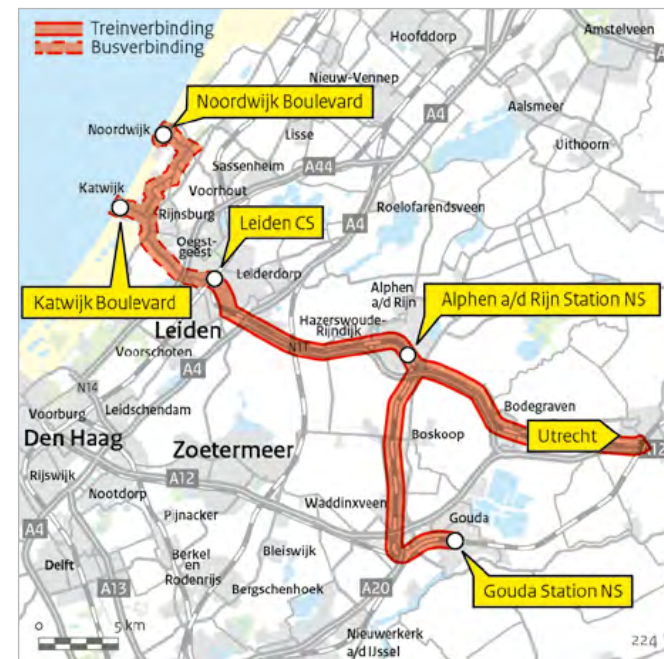 Treinverbinding
Busverbinding
Hoofddorp
Amstelveen
Nieuw-Vennep
A4
Noordwijk Boulevard
Aalsmeer
Noordwijk
Lisse
Uithoorn
Sassenheim
A44
Katwijk
Voorhout
Rijnsburg
Leiden CS
A4
Roelofarendsveen
Oegst-
geest
Leiderdorp
Katwijk Boulevard
Alphen
a/d Rijn
Alphen a/d Rijn Station NS
Leiden
Hazerswoude-
Rijndijk
N11
Voorschoten
A4
N14
Leidschendam
Voorburg
Bodegraven
Den Haag
Zoetermeer
Boskoop
Utrecht
A12
Rijswijk
A12
Nootdorp
Waddinxveen
Pijnacker
Gouda
A4
Delft
Berkel
en
Rodenrijs
Bleiswijk
A13
Bergschenhoek
A20
Gouda Station NS
0
5 km
Nieuwerkerk
a/d IJssel
224